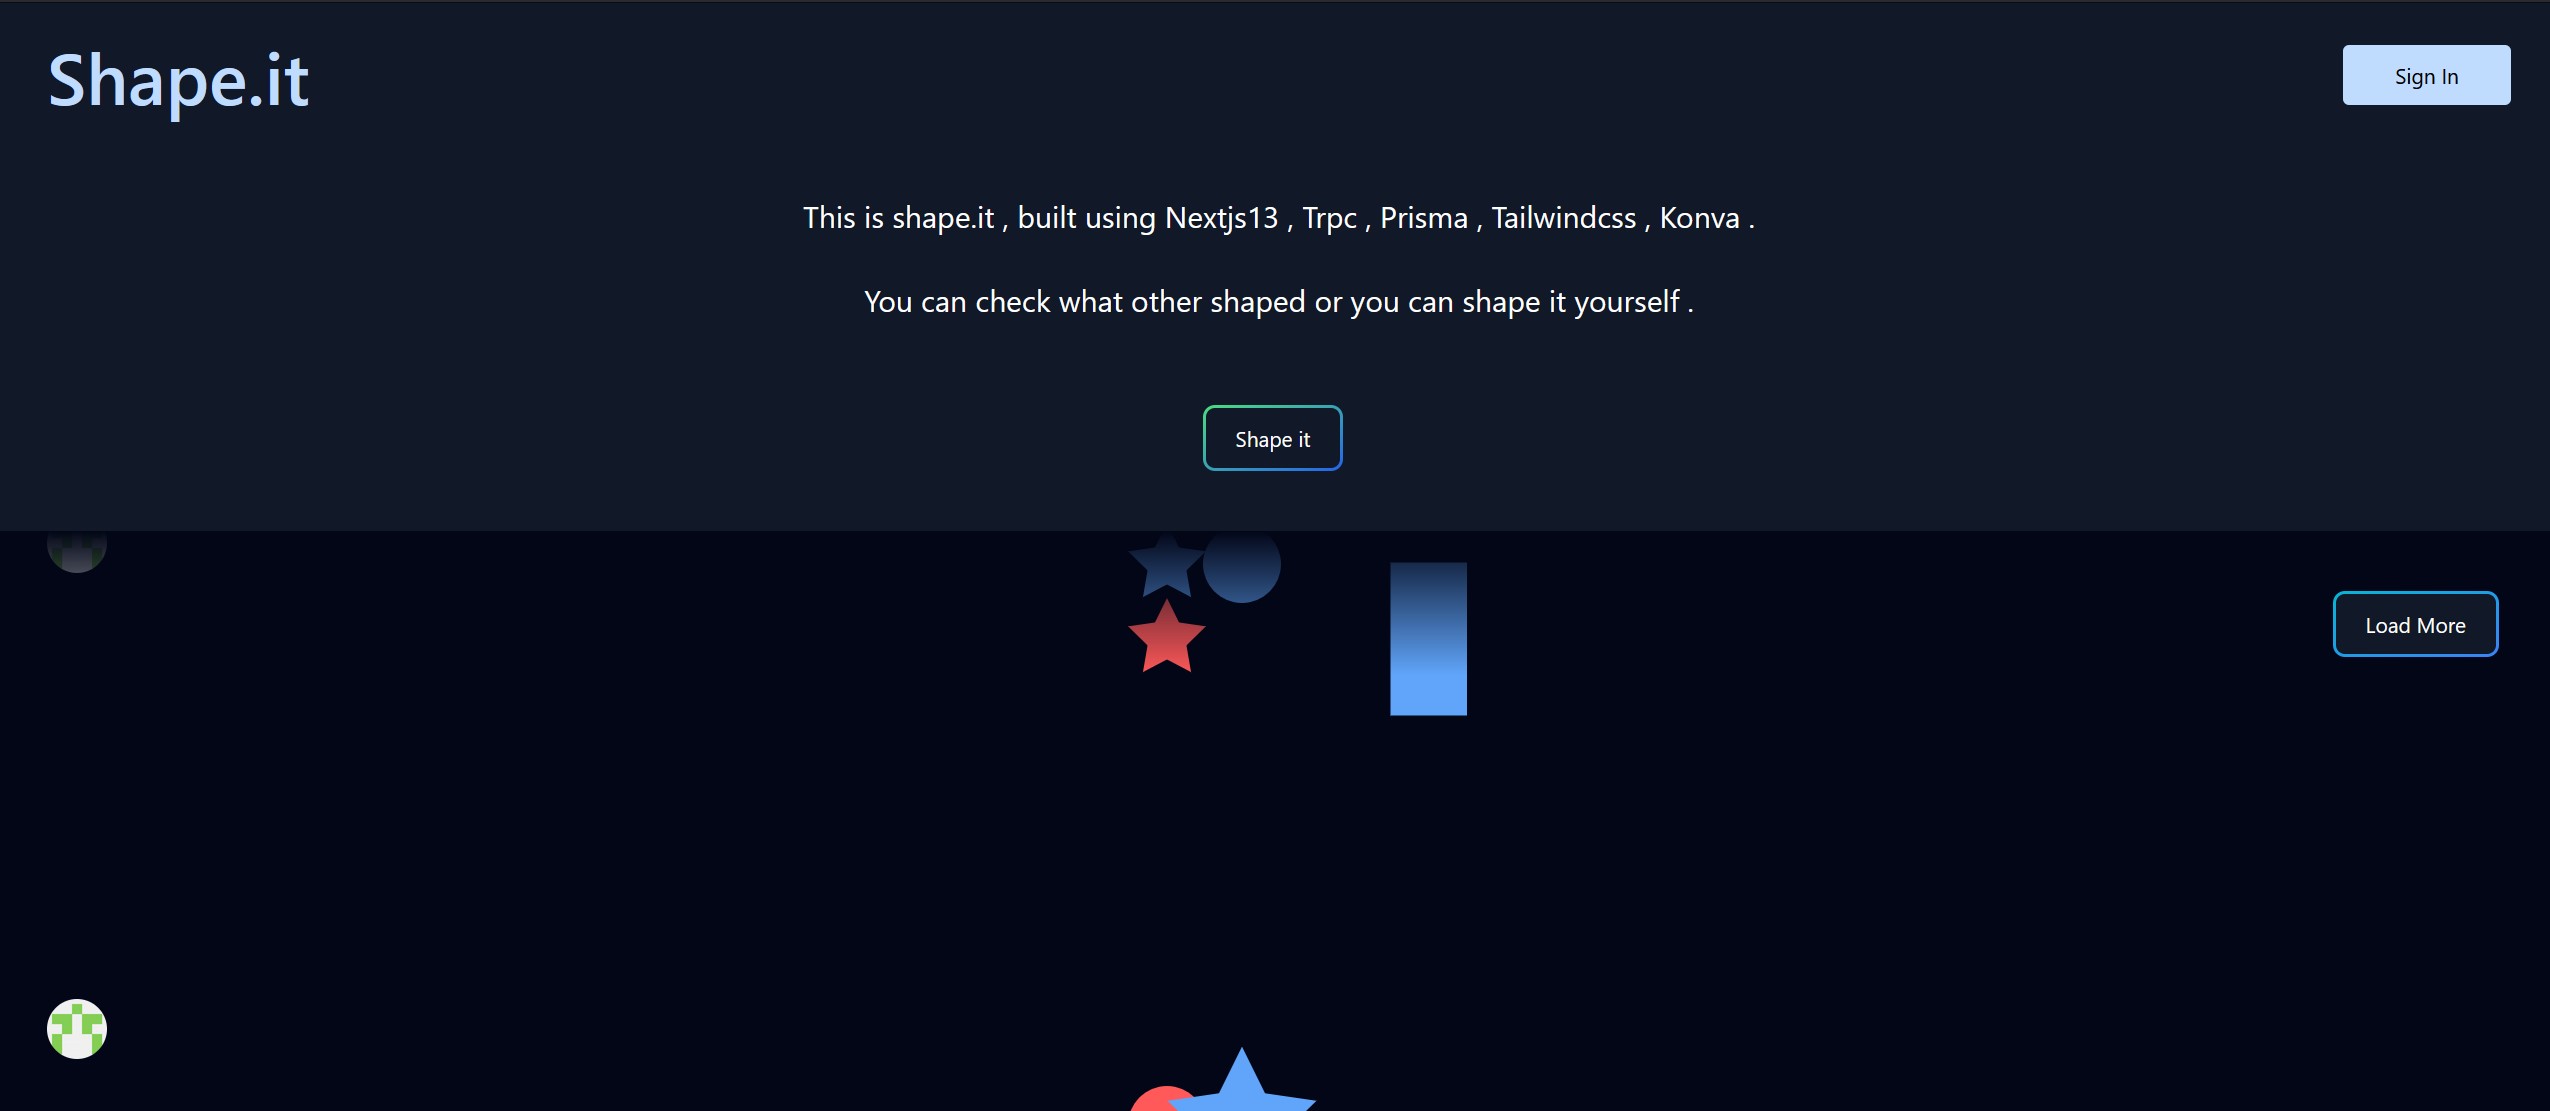 Shape.it
Sign In
This is shape.it , built using Nextjs13 , Trpc , Prisma , Tailwindcss , Konva .
You can check what other shaped or you can shape it yourself .
Shape it
Load More